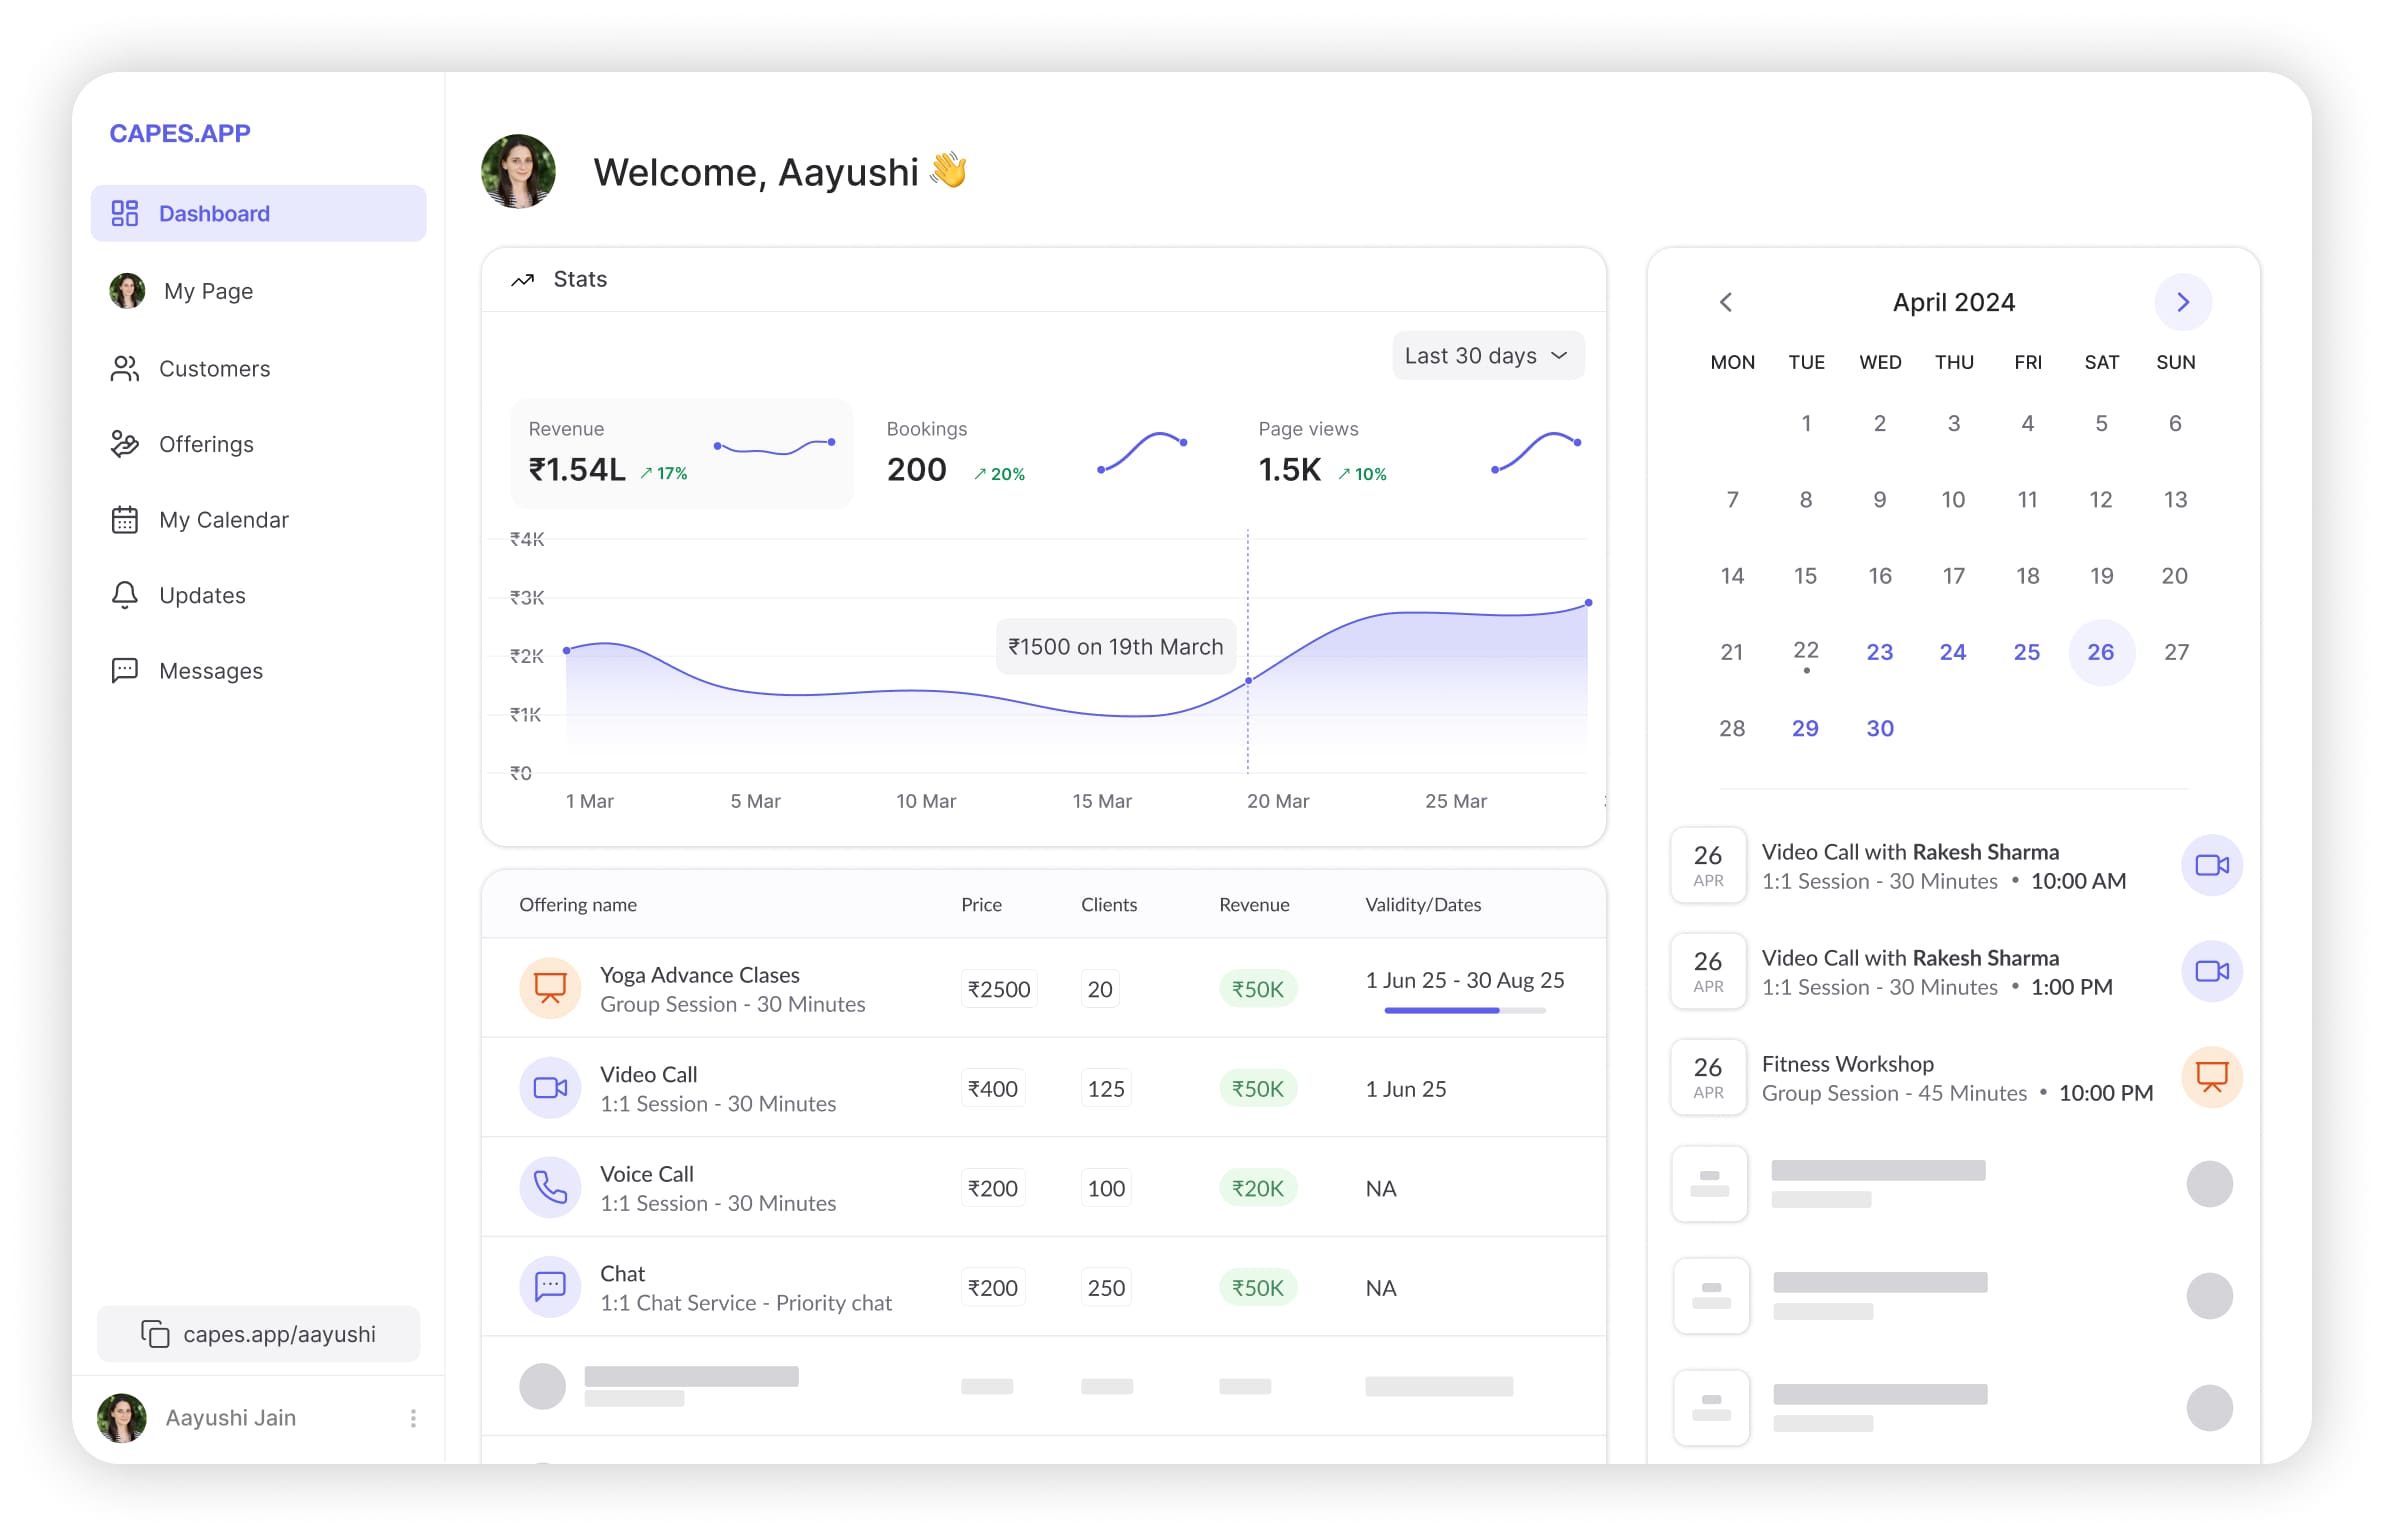 CAPES.APP
Dashboard
My Page
Customers
Offerings
My Calendar
Updates
Messages
capes.app/aayushi
Aayushi Jain
Welcome, Aayushi 👋
Stats
Last 30 days
Revenue
₹1.54L ↗ 17%
Bookings
200 ↗ 20%
Page views
1.5K ↗ 10%
₹4K
₹3K
₹2K
₹1K
₹0
₹1500 on 19th March
1 Mar 5 Mar 10 Mar 15 Mar 20 Mar 25 Mar
Offering name Price Clients Revenue Validity/Dates
Yoga Advance Clases
Group Session - 30 Minutes
₹2500 20 ₹50K 1 Jun 25 - 30 Aug 25
Video Call
1:1 Session - 30 Minutes
₹400 125 ₹50K 1 Jun 25
Voice Call
1:1 Session - 30 Minutes
₹200 100 ₹20K NA
Chat
1:1 Chat Service - Priority chat
₹200 250 ₹50K NA
April 2024
MON TUE WED THU FRI SAT SUN
1 2 3 4 5 6
7 8 9 10 11 12 13
14 15 16 17 18 19 20
21 22 23 24 25 26 27
28 29 30
26
APR
Video Call with Rakesh Sharma
1:1 Session - 30 Minutes • 10:00 AM
26
APR
Video Call with Rakesh Sharma
1:1 Session - 30 Minutes • 1:00 PM
26
APR
Fitness Workshop
Group Session - 45 Minutes • 10:00 PM